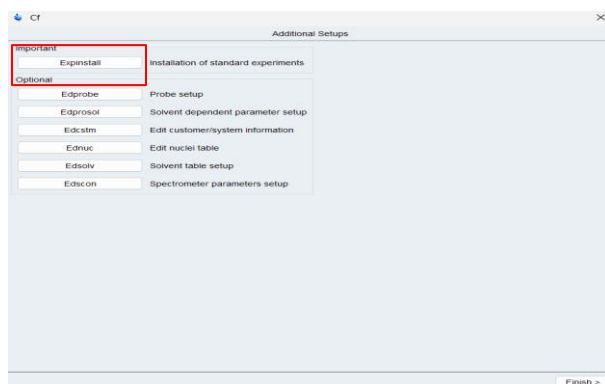 Cf
Additional Setups
Important
Expinstall Installation of standard experiments
Optional
Edprobe Probe setup
Edprosol Solvent dependent parameter setup
Edcstm Edit customer/system information
Ednuc Edit nuclei table
Edsolv Solvent table setup
Edscon Spectrometer parameters setup
Finish >